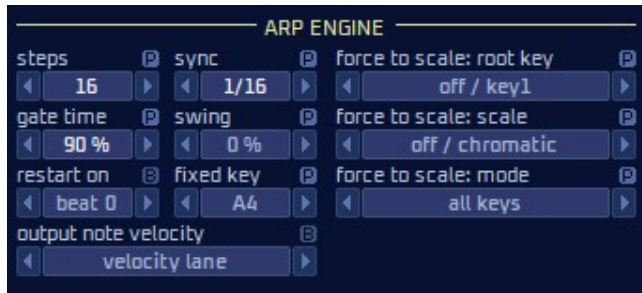 ARP ENGINE
steps P sync P force to scale: root key P
16 1/16 off / key1
gate time P swing P force to scale: scale P
90 % 0 % off / chromatic
restart on B fixed key P force to scale: mode P
beat 0 A4 all keys
output note velocity B
velocity lane